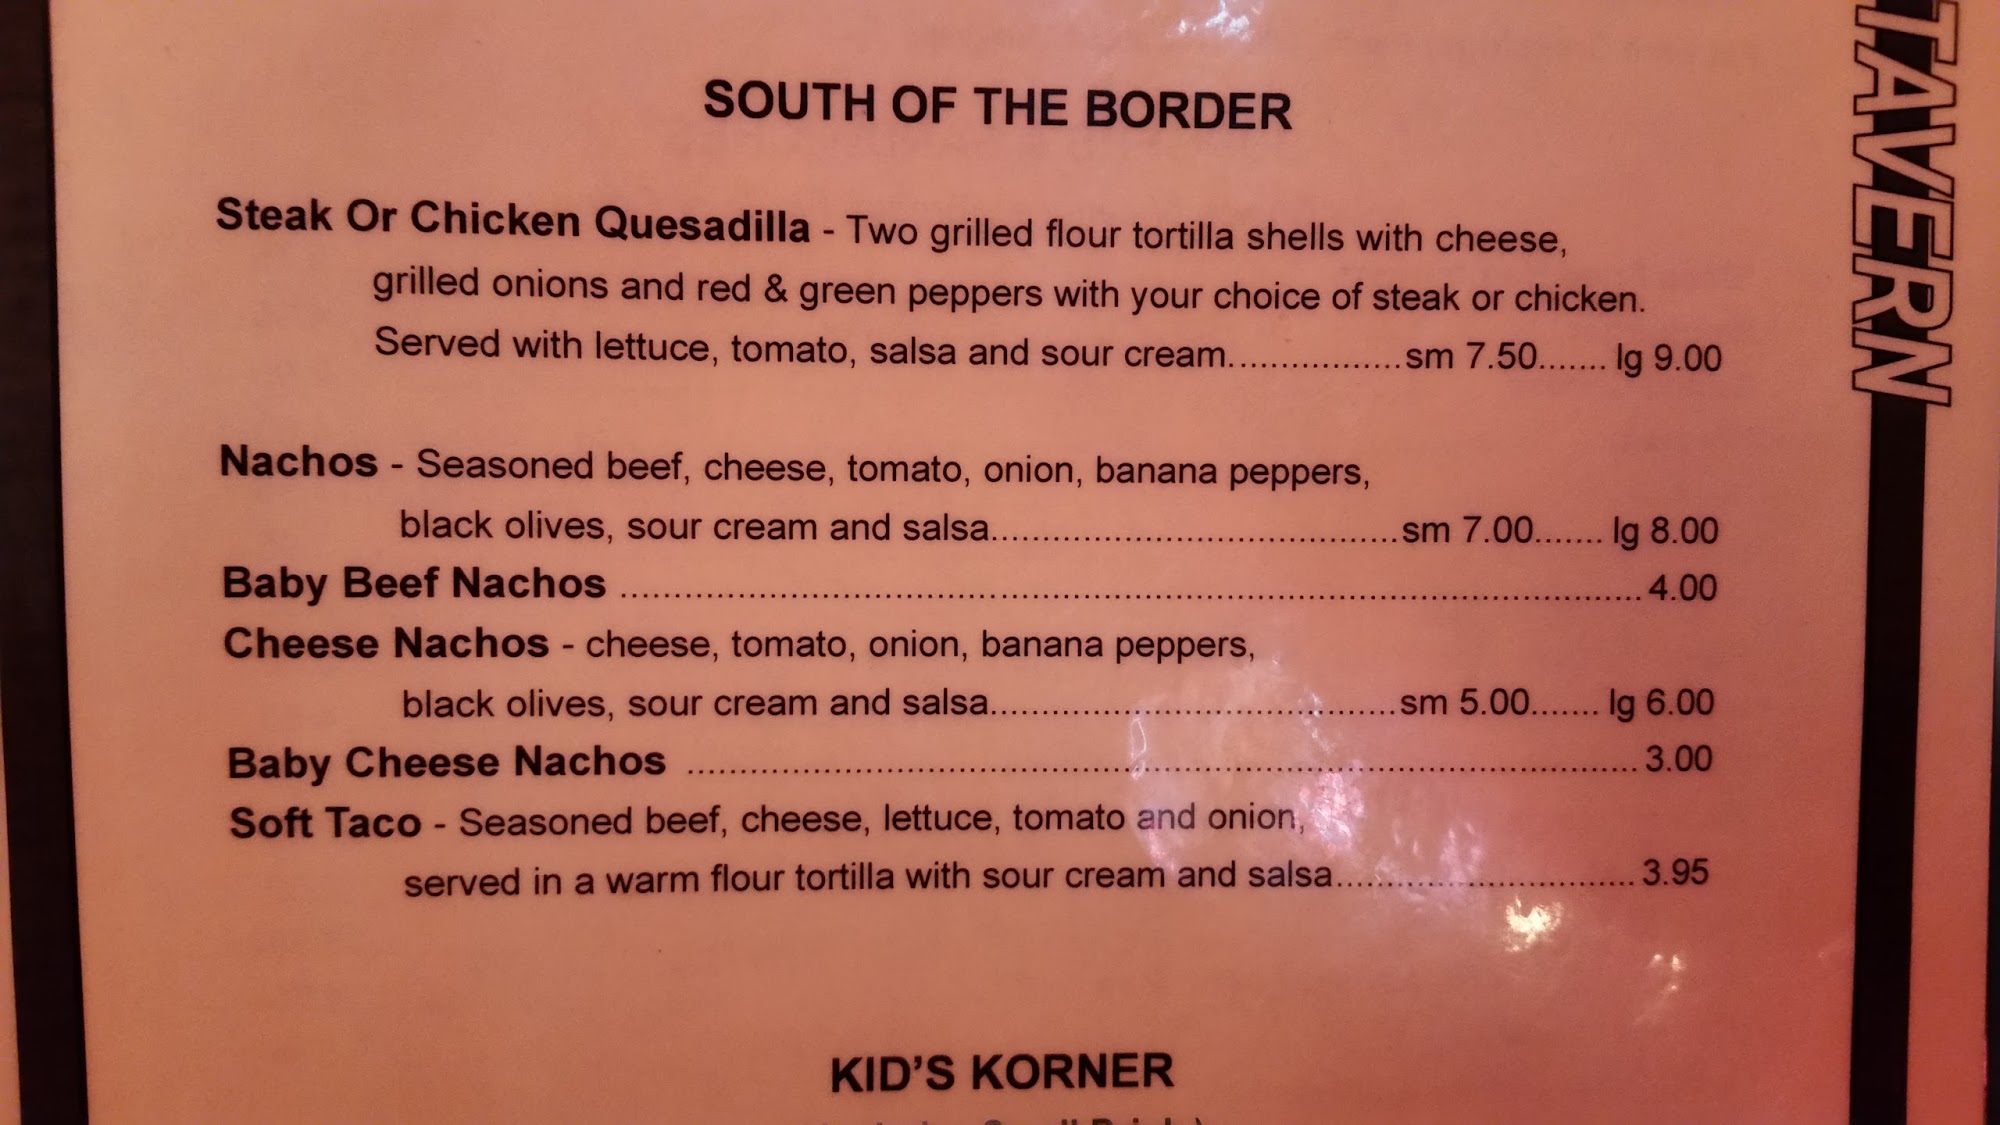 TAVERN
SOUTH OF THE BORDER
Steak Or Chicken Quesadilla - Two grilled flour tortilla shells with cheese,
grilled onions and red & green peppers with your choice of steak or chicken.
Served with lettuce, tomato, salsa and sour cream.................sm 7.50....... lg 9.00
Nachos - Seasoned beef, cheese, tomato, onion, banana peppers,
black olives, sour cream and salsa.......................................sm 7.00....... lg 8.00
Baby Beef Nachos ..................................................................................................... 4.00
Cheese Nachos - cheese, tomato, onion, banana peppers,
black olives, sour cream and salsa.......................................sm 5.00....... lg 6.00
Baby Cheese Nachos .............................................................................................. 3.00
Soft Taco - Seasoned beef, cheese, lettuce, tomato and onion,
served in a warm flour tortilla with sour cream and salsa............................. 3.95
KID'S KORNER